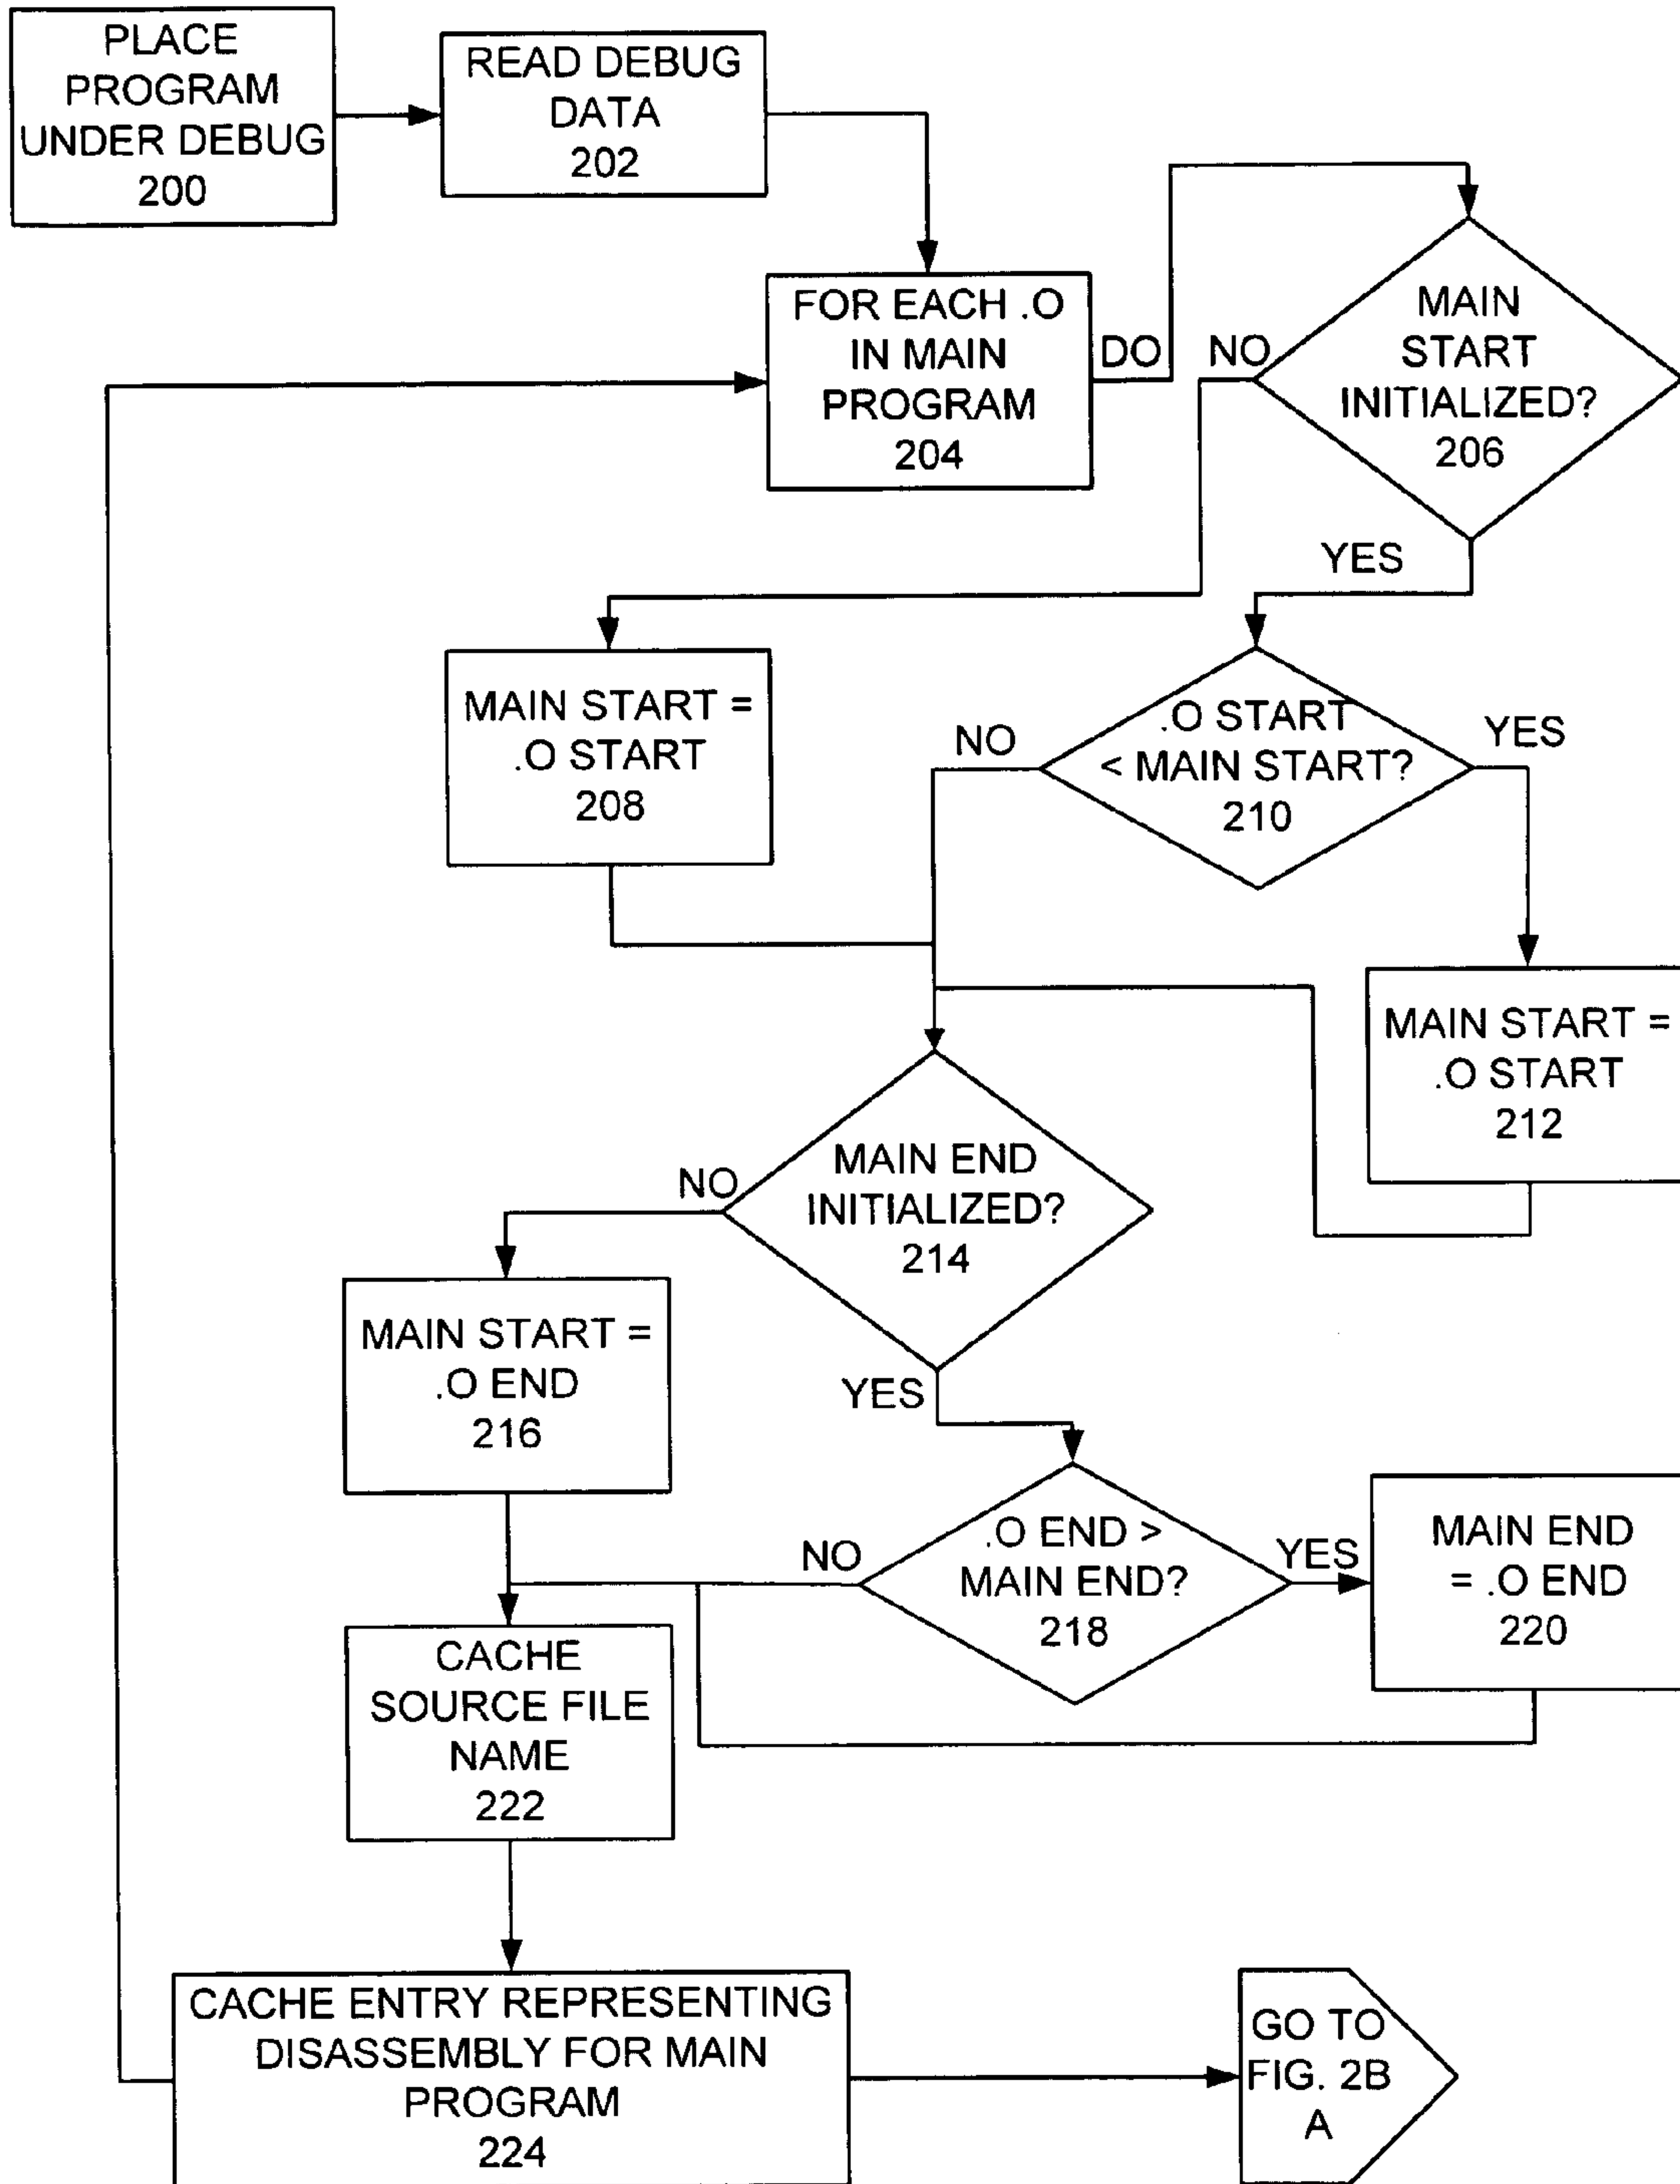 PLACE
PROGRAM
UNDER DEBUG
200
READ DEBUG
DATA
202
FOR EACH .O
IN MAIN
PROGRAM
204
DO
NO
MAIN
START
INITIALIZED?
206
YES
MAIN START =
.O START
208
NO
.O START
< MAIN START?
210
YES
MAIN START =
.O START
212
NO
MAIN END
INITIALIZED?
214
MAIN START =
.O END
216
YES
NO
.O END >
MAIN END?
218
YES
MAIN END
= .O END
220
CACHE
SOURCE FILE
NAME
222
CACHE ENTRY REPRESENTING
DISASSEMBLY FOR MAIN
PROGRAM
224
GO TO
FIG. 2B
A